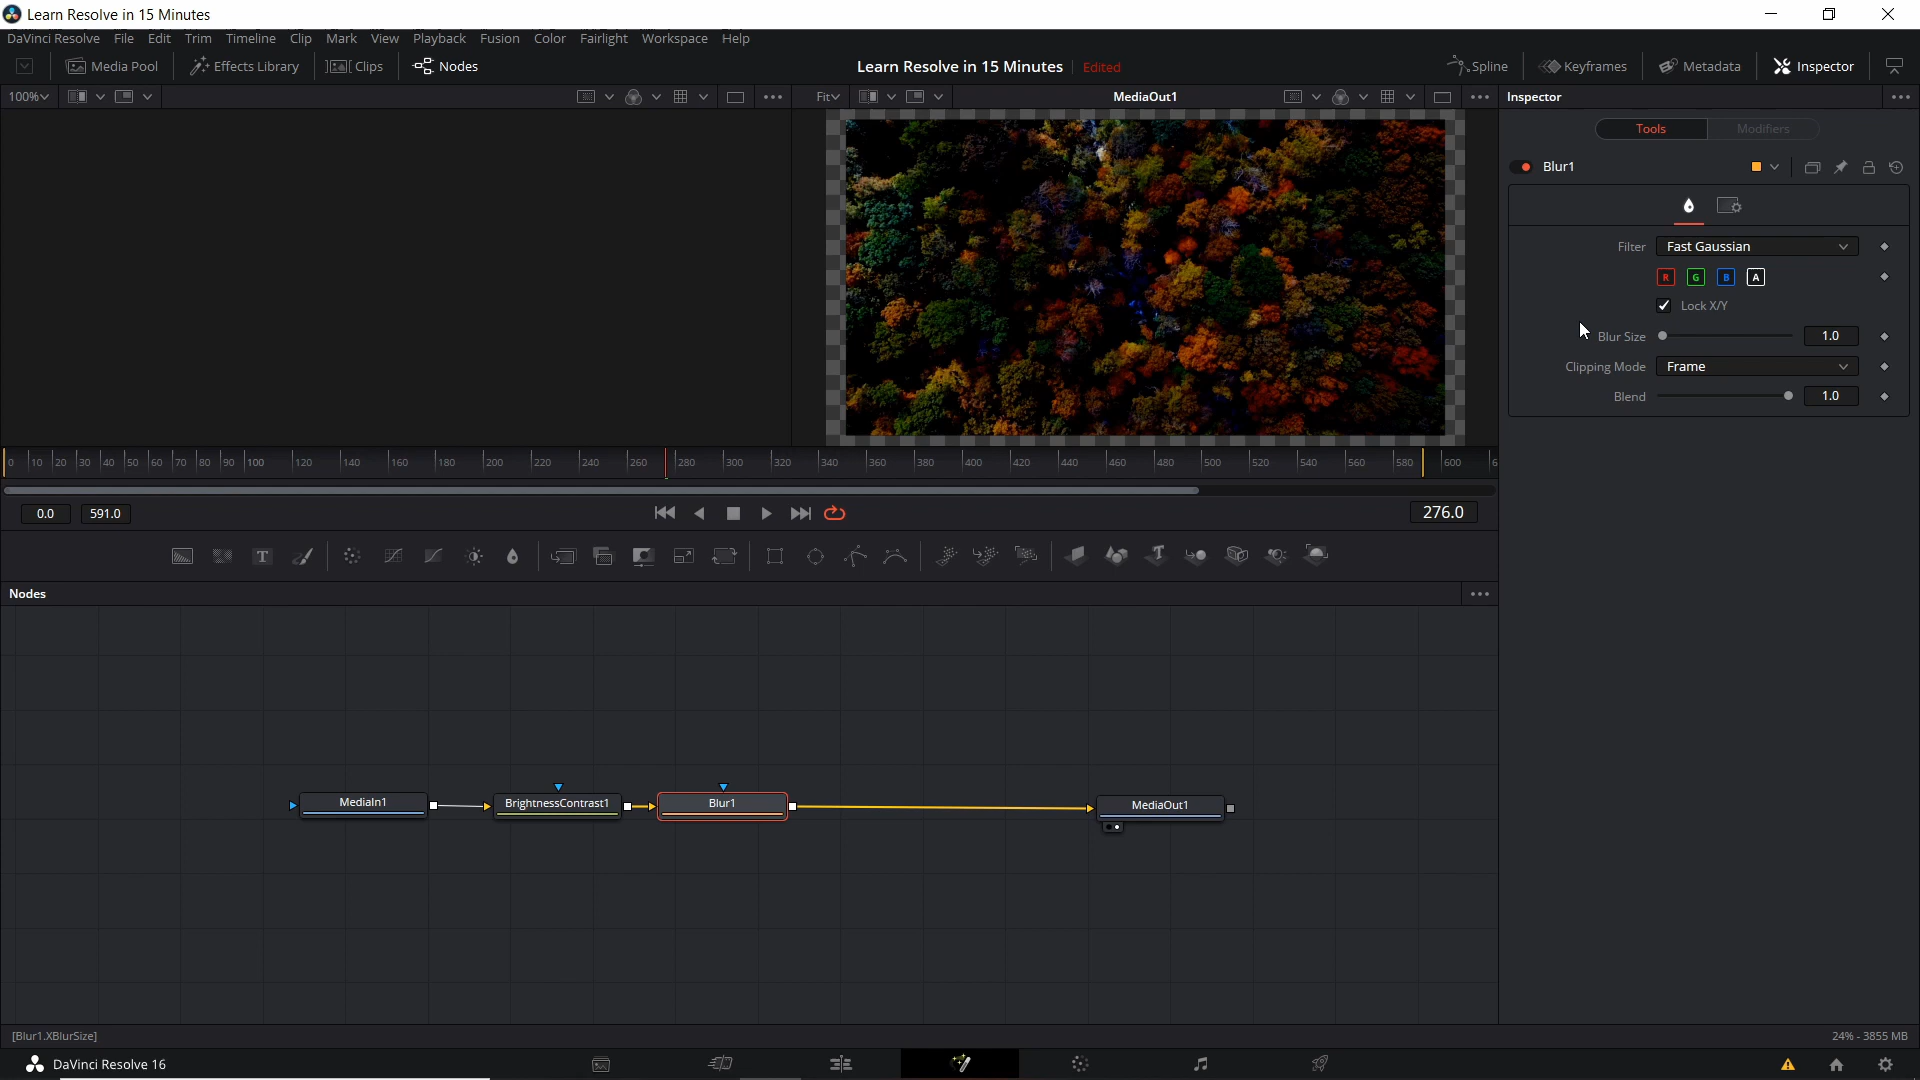 Learn Resolve in 15 Minutes
DaVinci Resolve File Edit Trim Timeline Clip Mark View Playback Fusion Color Fairlight Workspace Help
Media Pool Effects Library Clips Nodes Learn Resolve in 15 Minutes Edited Spline Keyframes Metadata Inspector
100% Fit MediaOut1 Inspector
Tools Modifiers
Blur1
Filter Fast Gaussian
R G B A
Lock X/Y
Blur Size 1.0
Clipping Mode Frame
Blend 1.0
0 10 20 30 40 50 60 70 80 90 100 120 140 160 180 200 220 240 260 280 300 320 340 360 380 400 420 440 460 480 500 520 540 560 580 600
0.0 591.0 276.0
T T
Nodes
MediaIn1 BrightnessContrast1 Blur1 MediaOut1
[Blur1.XBlurSize] 24% - 3855 MB
DaVinci Resolve 16